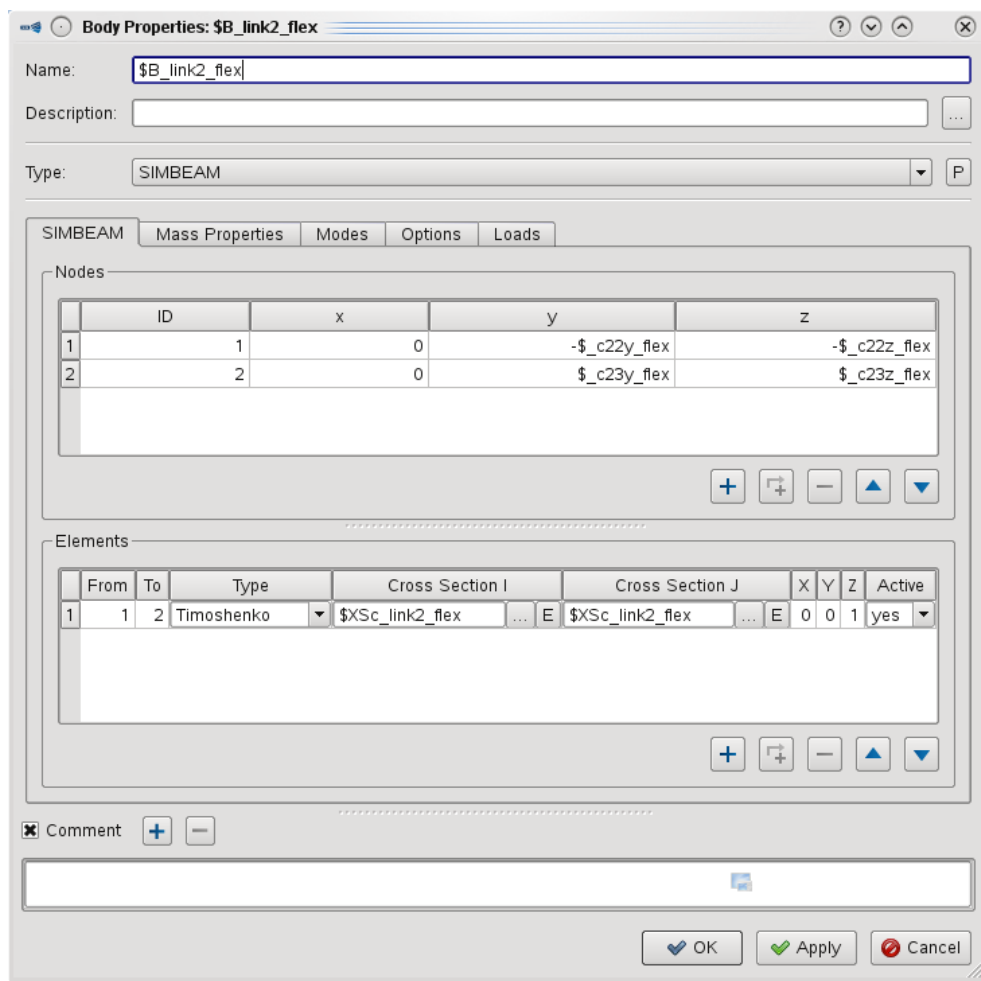 Body Properties: $B_link2_flex
Name: $B_link2_flex
Description: ...
Type: SIMBEAM P
SIMBEAM Mass Properties Modes Options Loads
Nodes
ID x y z
1 1 0 -$_c22y_flex -$_c22z_flex
2 2 0 $_c23y_flex $_c23z_flex
Elements
From To Type Cross Section I Cross Section J X Y Z Active
1 1 2 Timoshenko $XSc_link2_flex ... E $XSc_link2_flex ... E 0 0 1 yes
Comment
OK Apply Cancel